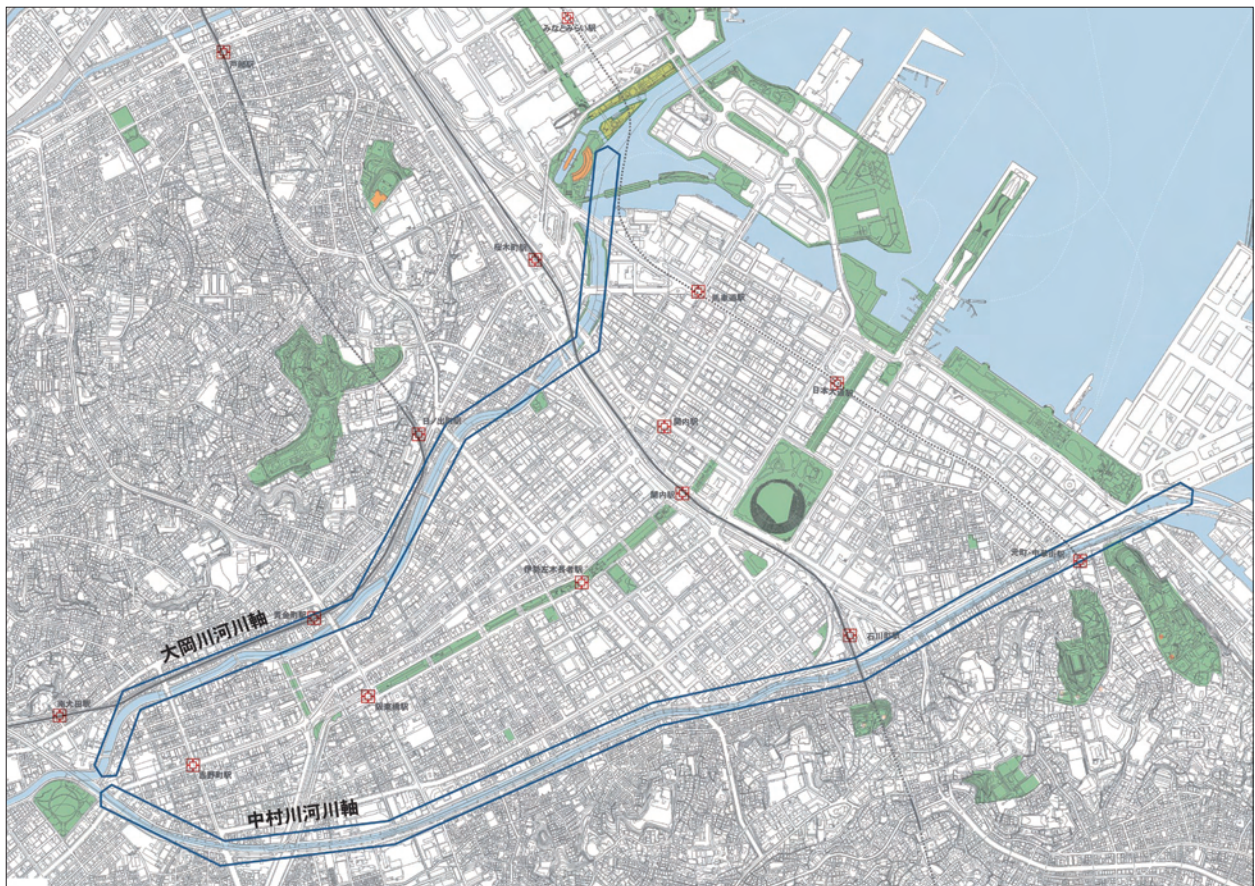 みなとみらい駅
戸部駅
桜木町駅
馬車道駅
日本大通駅
日ノ出町駅
関内駅
関内駅
元町・中華街駅
伊勢佐木長者駅
石川町駅
黄金町駅
大岡川河川軸
阪東橋駅
南太田駅
吉野町駅
中村川河川軸